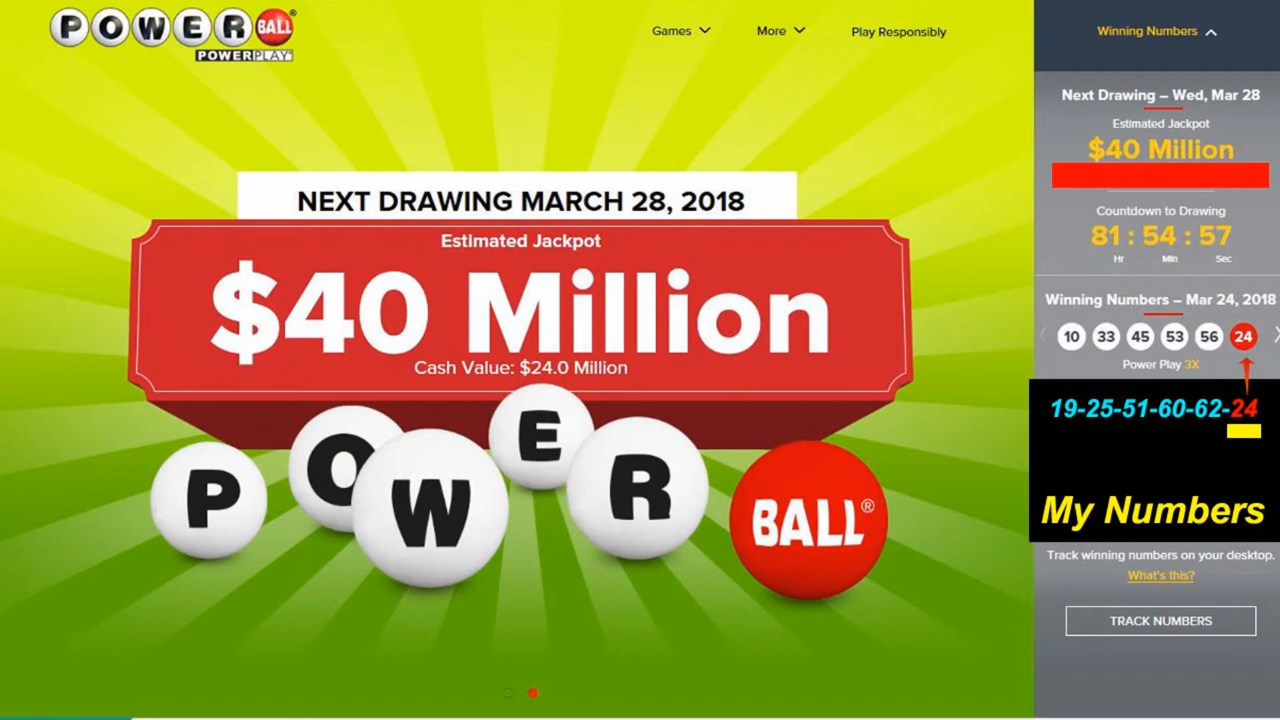 POWERBALL®
POWERPLAY®
Games
More
Play Responsibly
NEXT DRAWING MARCH 28, 2018
Estimated Jackpot
$40 Million
Cash Value: $24.0 Million
POWER BALL®
Winning Numbers
Next Drawing – Wed, Mar 28
Estimated Jackpot
$40 Million
Countdown to Drawing
81 : 54 : 57
Hr Min Sec
Winning Numbers – Mar 24, 2018
10 33 45 53 56 24
Power Play 3X
19-25-51-60-62-24
My Numbers
Track winning numbers on your desktop.
What's this?
TRACK NUMBERS